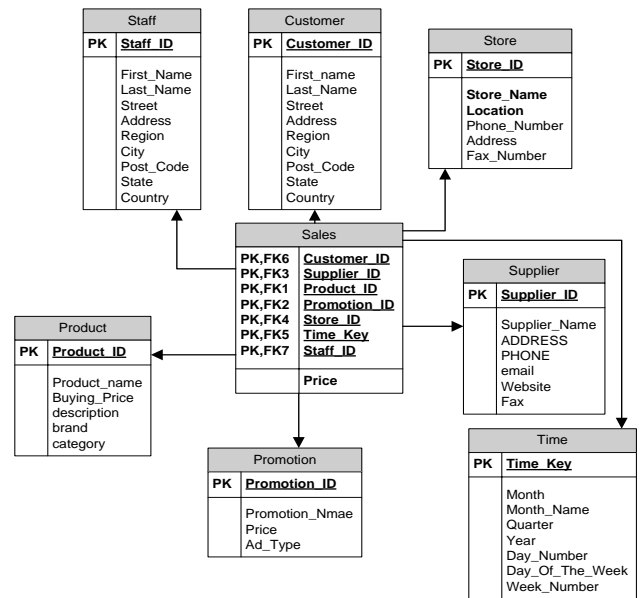 Staff
PK Staff_ID
First_Name
Last_Name
Street
Address
Region
City
Post_Code
State
Country
Customer
PK Customer_ID
First_name
Last_Name
Street
Address
Region
City
Post_Code
State
Country
Store
PK Store_ID
Store_Name
Location
Phone_Number
Address
Fax_Number
Sales
PK,FK6 Customer_ID
PK,FK3 Supplier_ID
PK,FK1 Product_ID
PK,FK2 Promotion_ID
PK,FK4 Store_ID
PK,FK5 Time_Key
PK,FK7 Staff_ID
Price
Supplier
PK Supplier_ID
Supplier_Name
ADDRESS
PHONE
email
Website
Fax
Product
PK Product_ID
Product_name
Buying_Price
description
brand
category
Promotion
PK Promotion_ID
Promotion_Nmae
Price
Ad_Type
Time
PK Time_Key
Month
Month_Name
Quarter
Year
Day_Number
Day_Of_The_Week
Week_Number